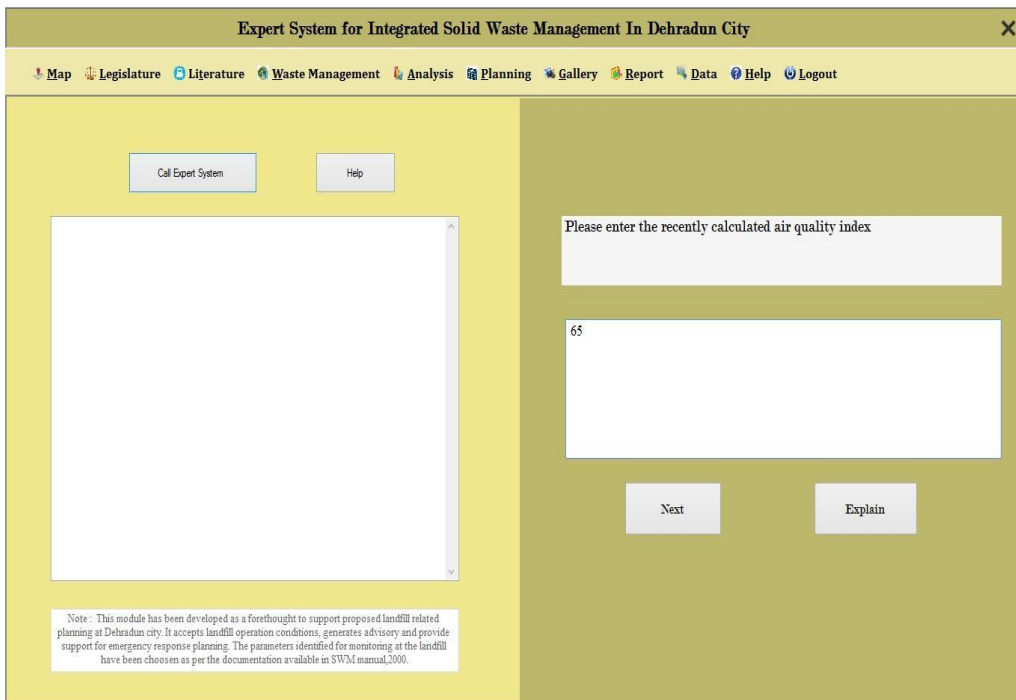 Expert System for Integrated Solid Waste Management In Dehradun City
Map Legislature Literature Waste Management Analysis Planning Gallery Report Data Help Logout
Call Expert System
Help
Please enter the recently calculated air quality index
65
Next
Explain
Note : This module has been developed as a forethought to support proposed landfill related
planning at Dehradun city. It accepts landfill operation conditions, generates advisory and provide
support for emergency response planning. The parameters identified for monitoring at the landfill
have been choosen as per the documentation available in SWM manual,2000.